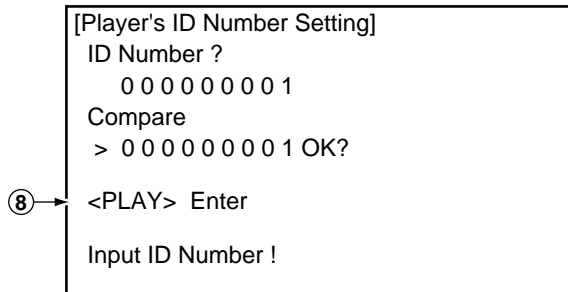 [Player's ID Number Setting]
ID Number ?
0 0 0 0 0 0 0 0 1
Compare
> 0 0 0 0 0 0 0 0 1 OK?
8 <PLAY> Enter
Input ID Number !